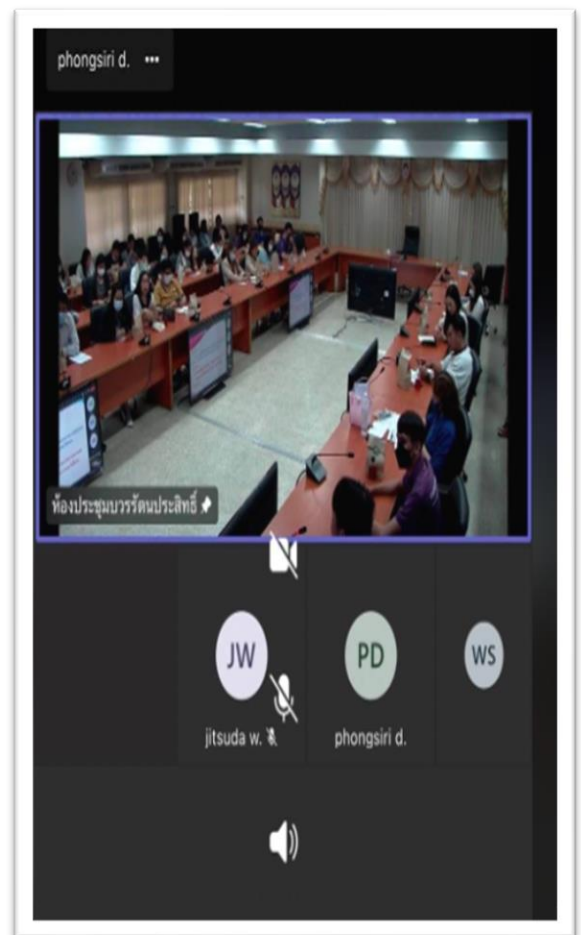 phongsiri d. •••
ห้องประชุมบวรรัตนประสิทธิ์
JW
PD
WS
jitsuda w.
phongsiri d.